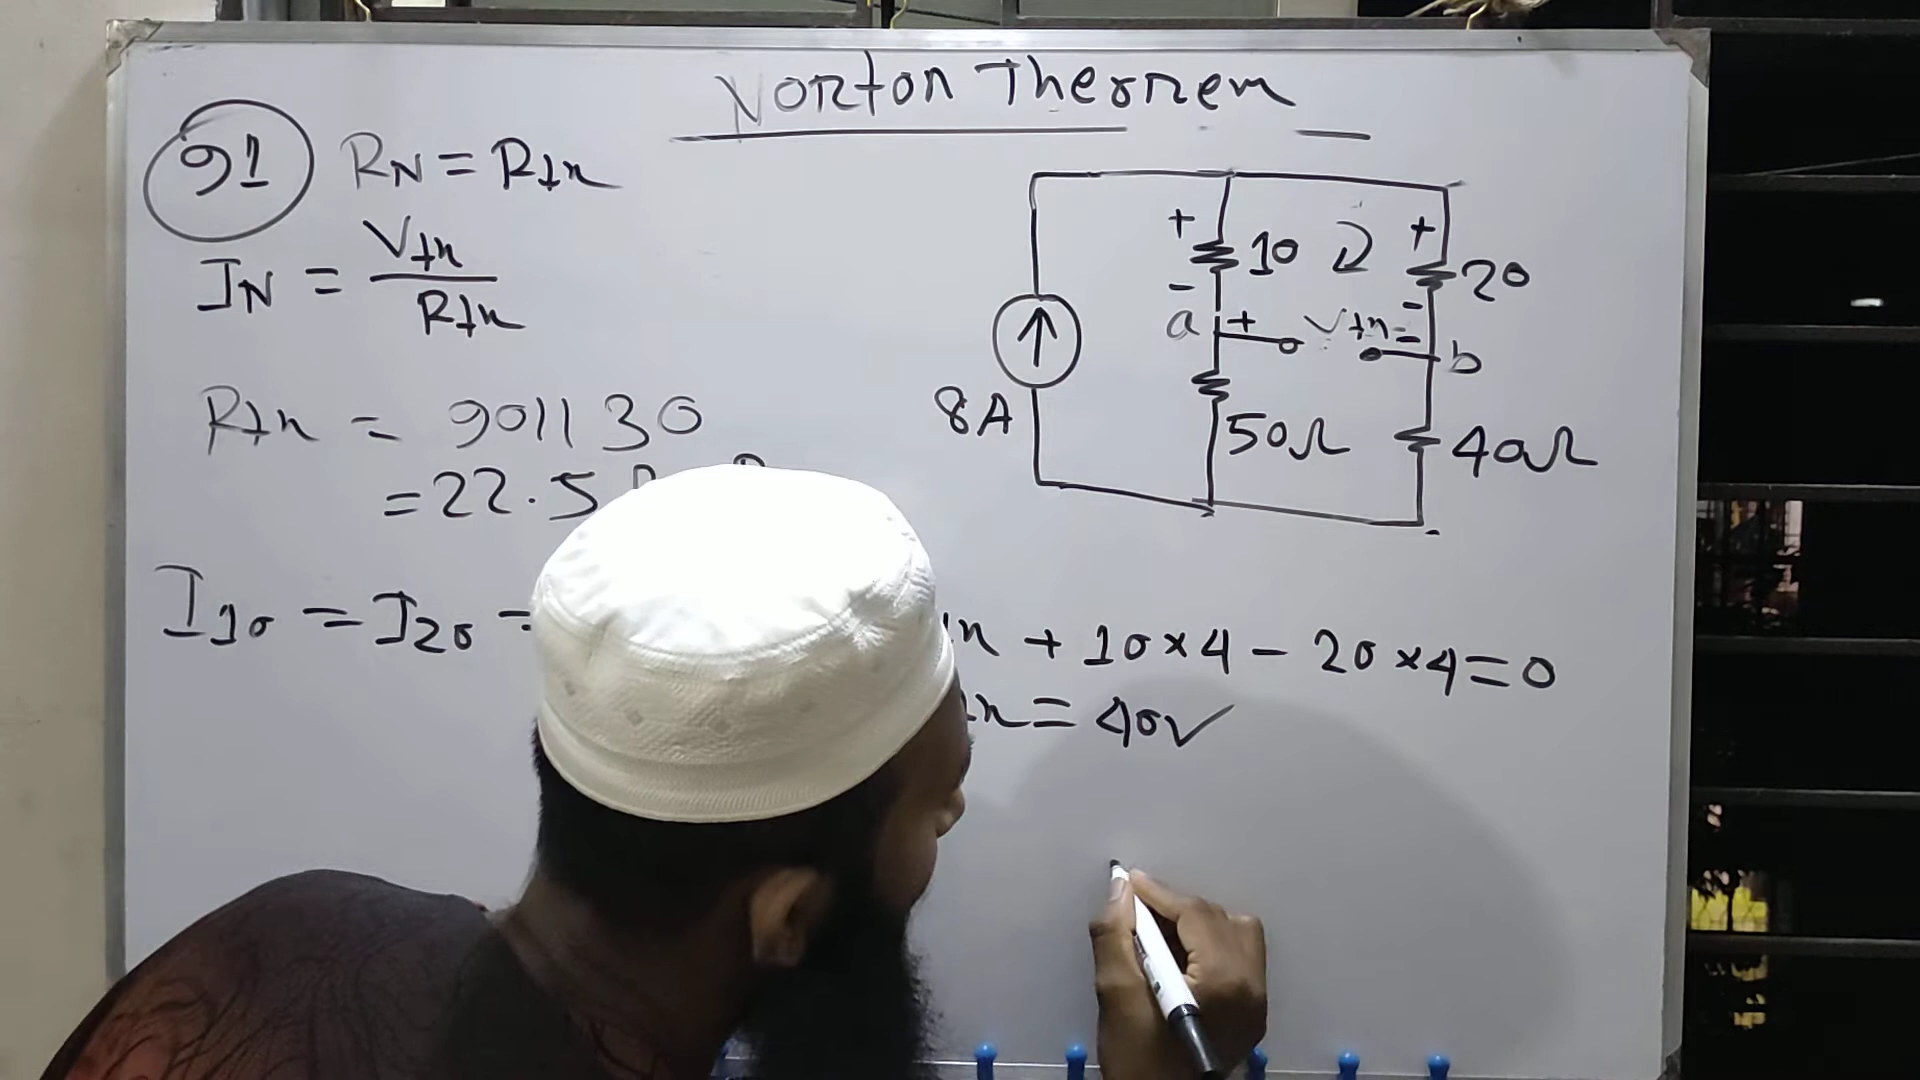 Norton Theorem
91
RN = Rth
IN = Vth / Rth
Rth = 90 || 30
= 22.5
I10 = I20 =
+ 10 × 4 - 20 × 4 = 0
= 40V
+ 10
+ 20
-
-
a + Vth - b
8A
50Ω
40Ω